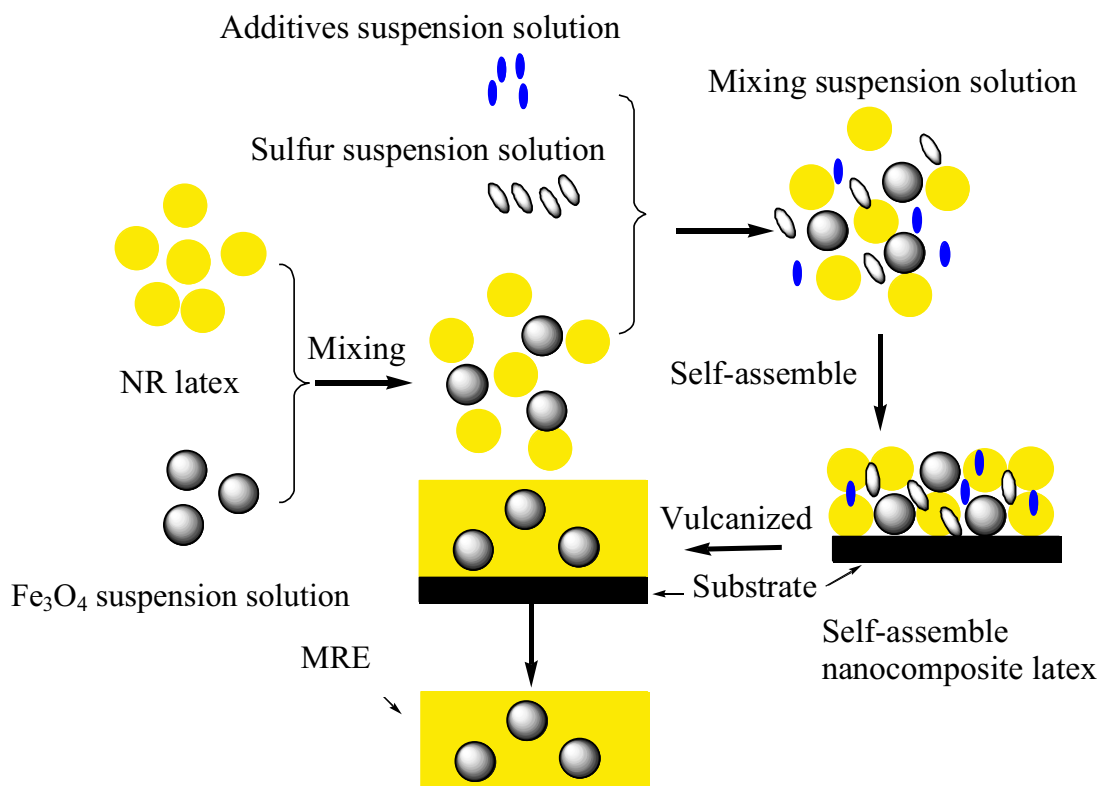 Additives suspension solution
Mixing suspension solution
Sulfur suspension solution
Mixing
NR latex
Self-assemble
Vulcanized
Substrate
Fe₃O₄ suspension solution
Self-assemble
nanocomposite latex
MRE